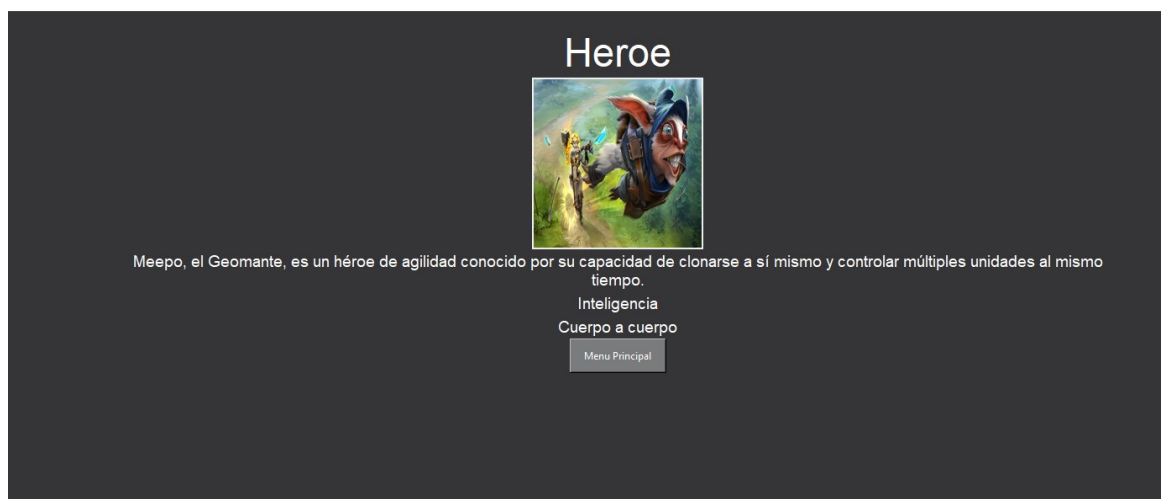 Heroe
Meepo, el Geomante, es un héroe de agilidad conocido por su capacidad de clonarse a sí mismo y controlar múltiples unidades al mismo
tiempo.
Inteligencia
Cuerpo a cuerpo
Menu Principal